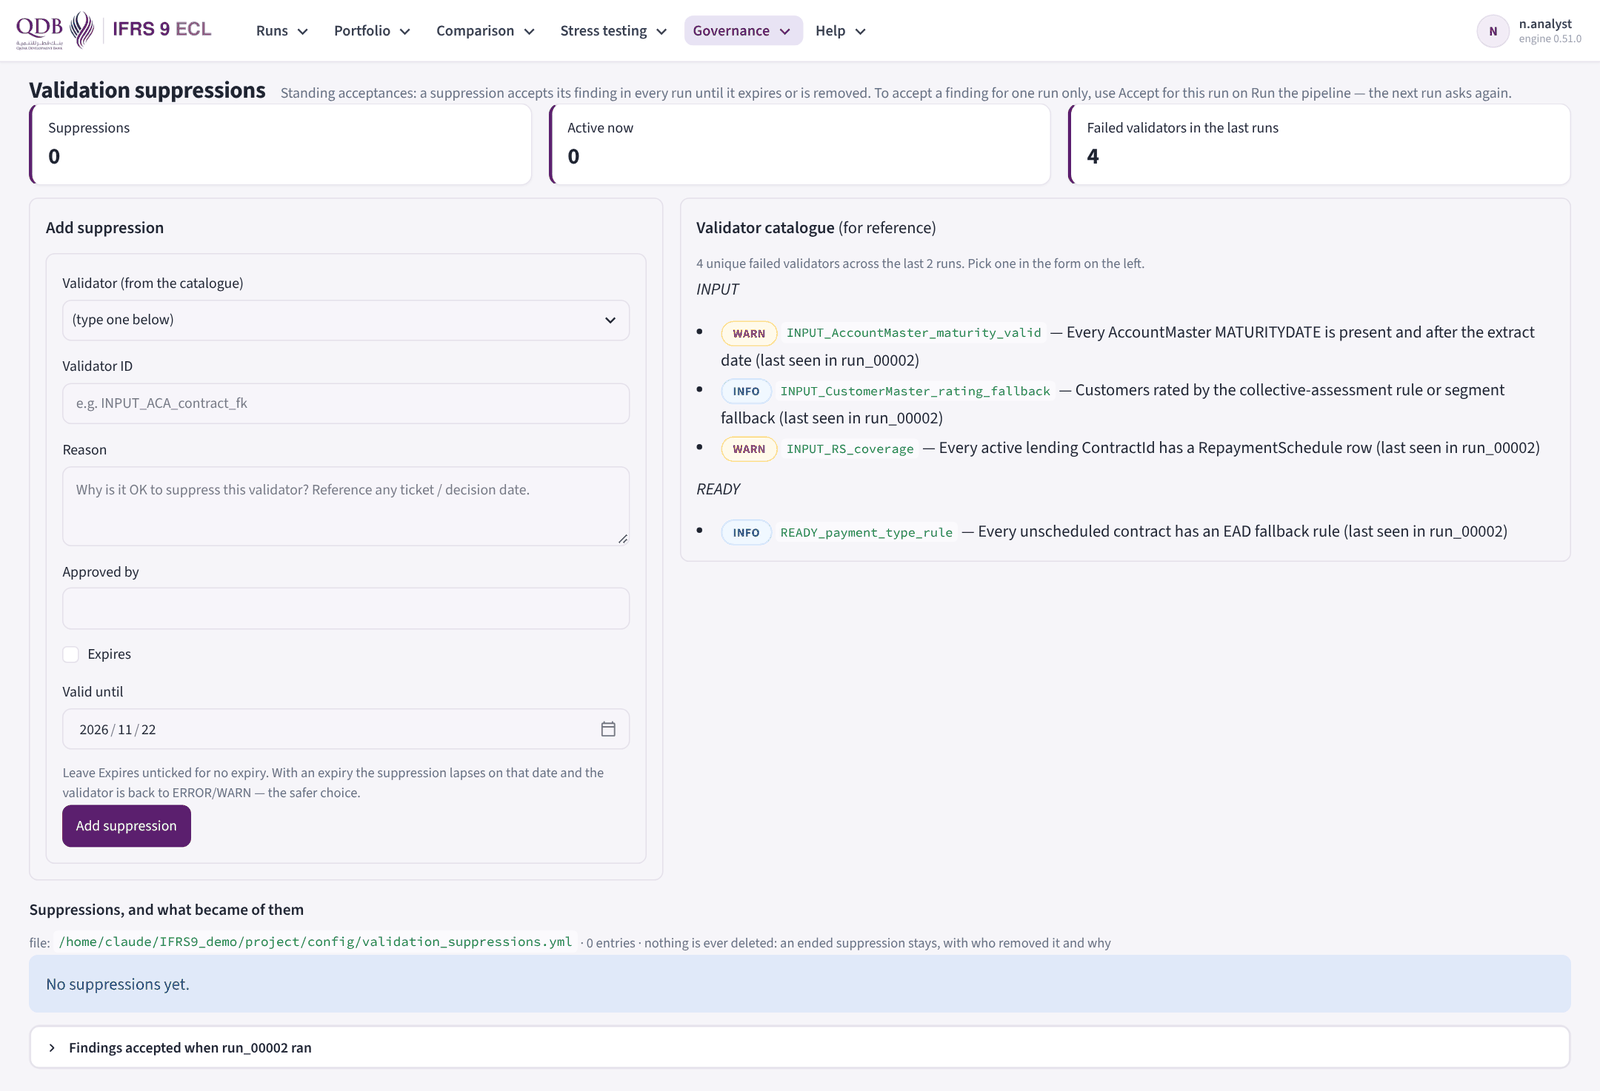 QDB
IFRS 9 ECL
Runs
Portfolio
Comparison
Stress testing
Governance
Help
N
n.analyst
engine 0.51.0
Validation suppressions
Standing acceptances: a suppression accepts its finding in every run until it expires or is removed. To accept a finding for one run only, use Accept for this run on Run the pipeline — the next run asks again.
Suppressions
0
Active now
0
Failed validators in the last runs
4
Add suppression
Validator (from the catalogue)
(type one below)
Validator ID
e.g. INPUT_ACA_contract_fk
Reason
Why is it OK to suppress this validator? Reference any ticket / decision date.
Approved by
Expires
Valid until
2026 / 11 / 22
Leave Expires unticked for no expiry. With an expiry the suppression lapses on that date and the
validator is back to ERROR/WARN — the safer choice.
Add suppression
Validator catalogue (for reference)
4 unique failed validators across the last 2 runs. Pick one in the form on the left.
INPUT
• WARN INPUT_AccountMaster_maturity_valid — Every AccountMaster MATURITYDATE is present and after the extract
date (last seen in run_00002)
• INFO INPUT_CustomerMaster_rating_fallback — Customers rated by the collective-assessment rule or segment
fallback (last seen in run_00002)
• WARN INPUT_RS_coverage — Every active lending ContractId has a RepaymentSchedule row (last seen in run_00002)
READY
• INFO READY_payment_type_rule — Every unscheduled contract has an EAD fallback rule (last seen in run_00002)
Suppressions, and what became of them
file: /home/claude/IFRS9_demo/project/config/validation_suppressions.yml · 0 entries · nothing is ever deleted: an ended suppression stays, with who removed it and why
No suppressions yet.
Findings accepted when run_00002 ran